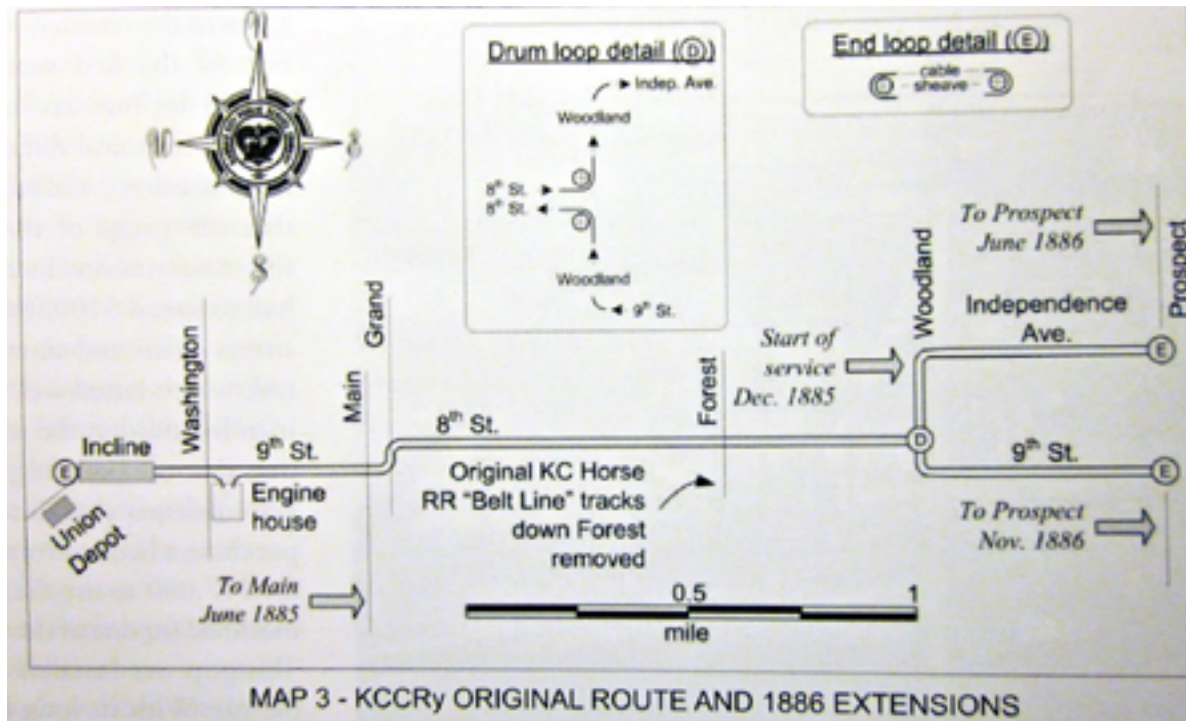 N
W
E
S
Drum loop detail (D)
Indep. Ave.
Woodland
8th St.
8th St.
Woodland
9th St.
End loop detail (E)
cable
sheave
To Prospect
June 1886
Prospect
Woodland
Independence
Ave.
E
Start of
service
Dec. 1885
Washington
Grand
Main
Forest
8th St.
D
Incline
9th St.
9th St.
E
E
Engine
house
Union
Depot
Original KC Horse
RR "Belt Line" tracks
down Forest
removed
To Prospect
Nov. 1886
To Main
June 1885
0.5
1
mile
MAP 3 - KCCRy ORIGINAL ROUTE AND 1886 EXTENSIONS